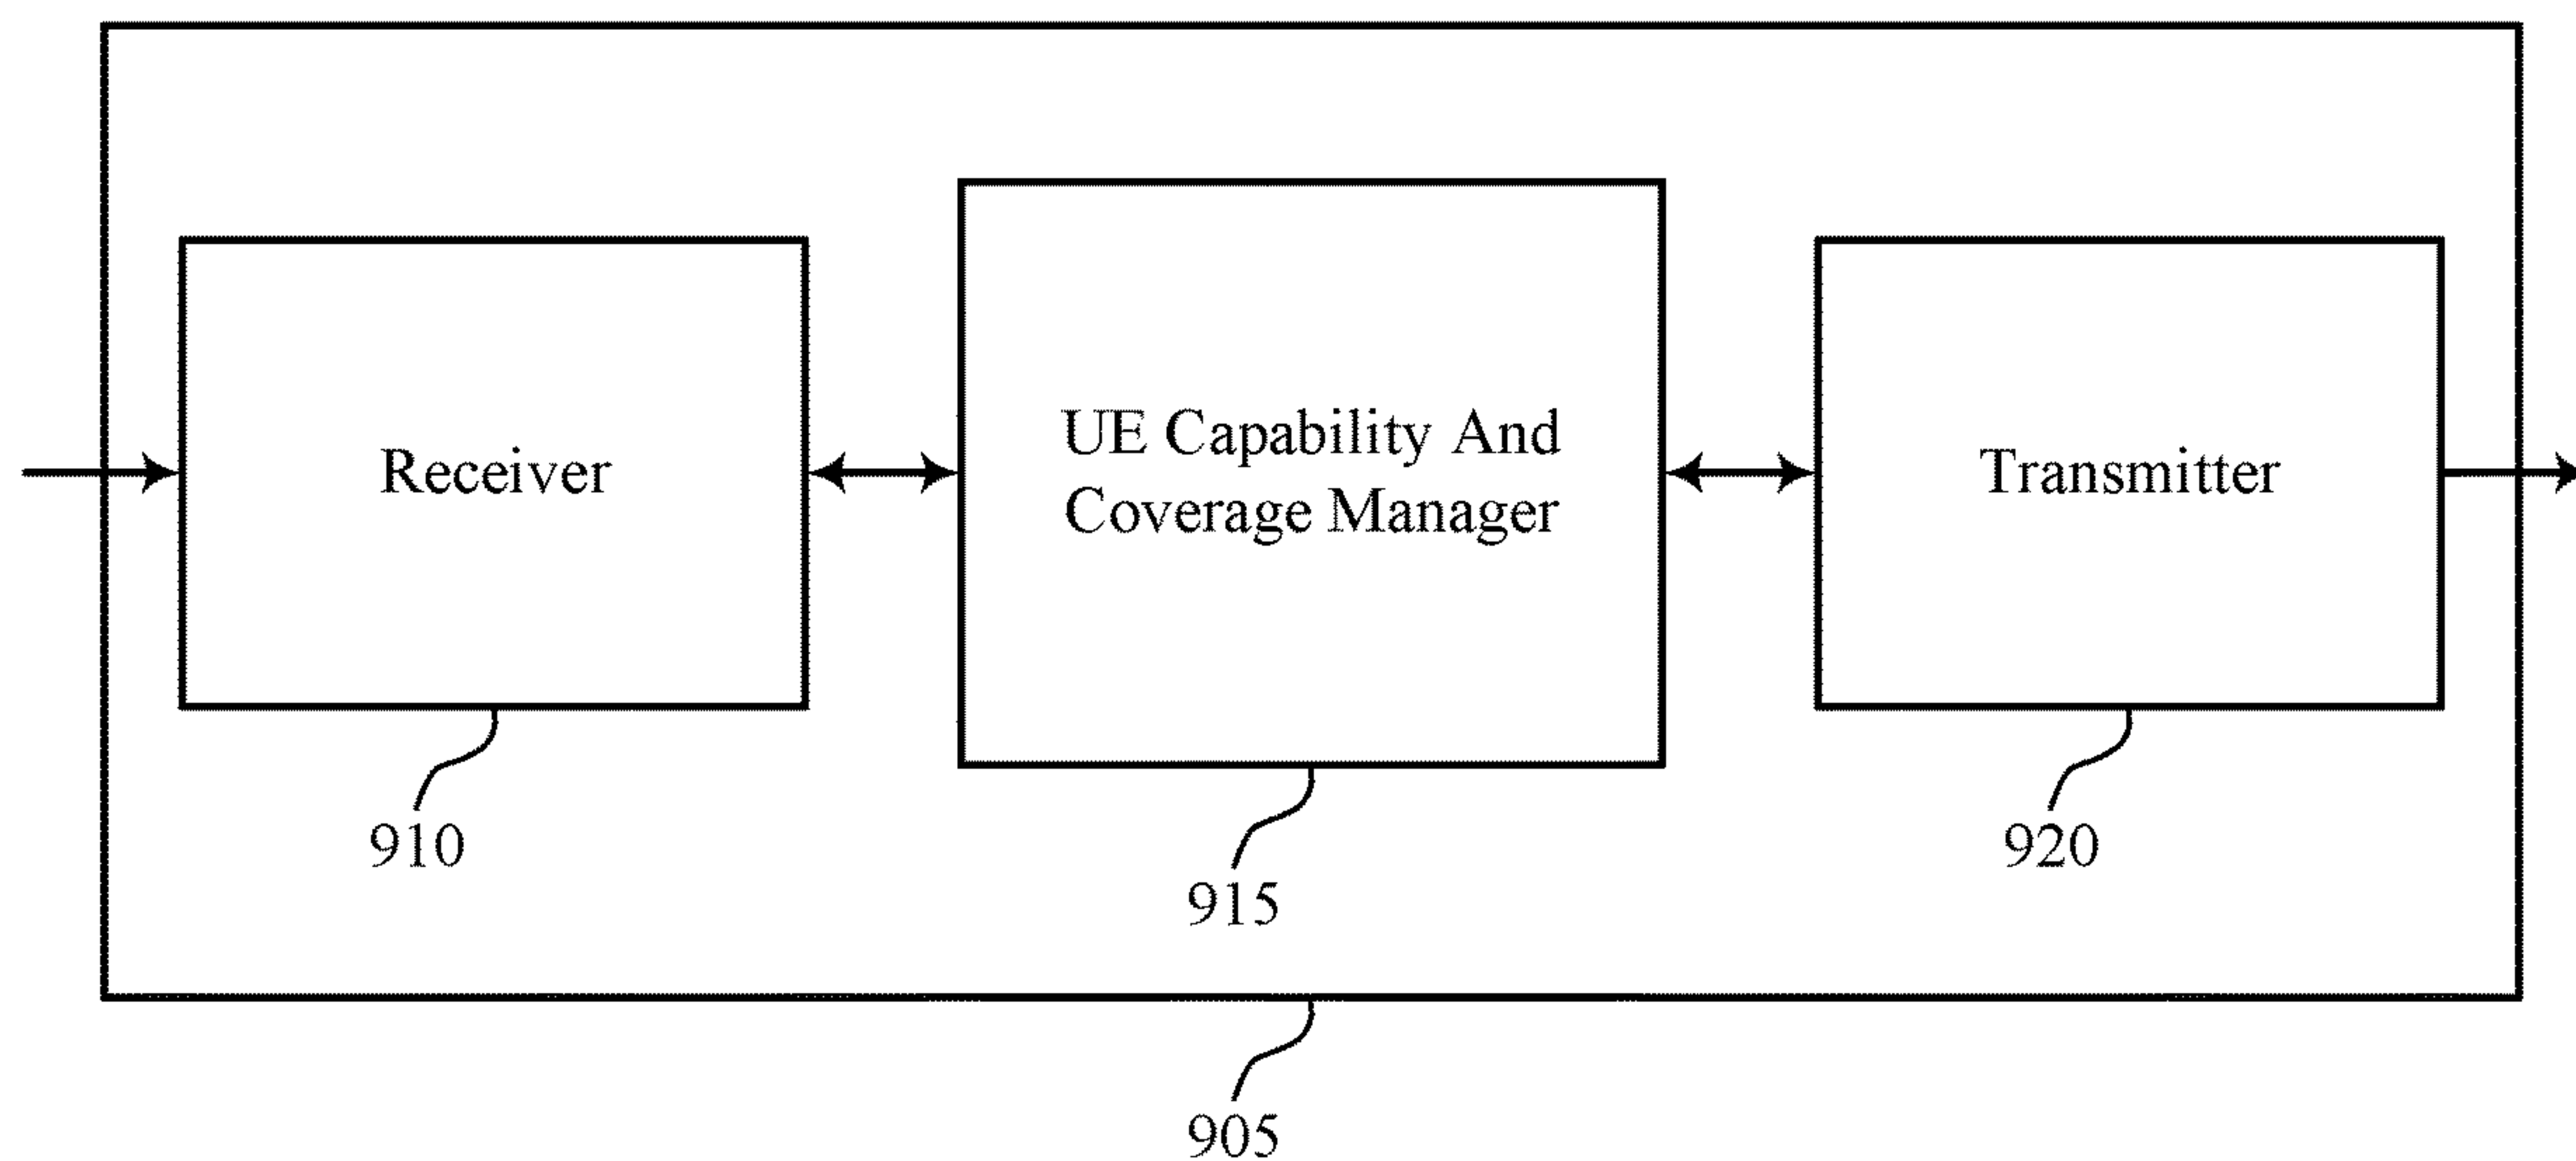 Receiver
UE Capability And
Coverage Manager
Transmitter
910
915
920
905